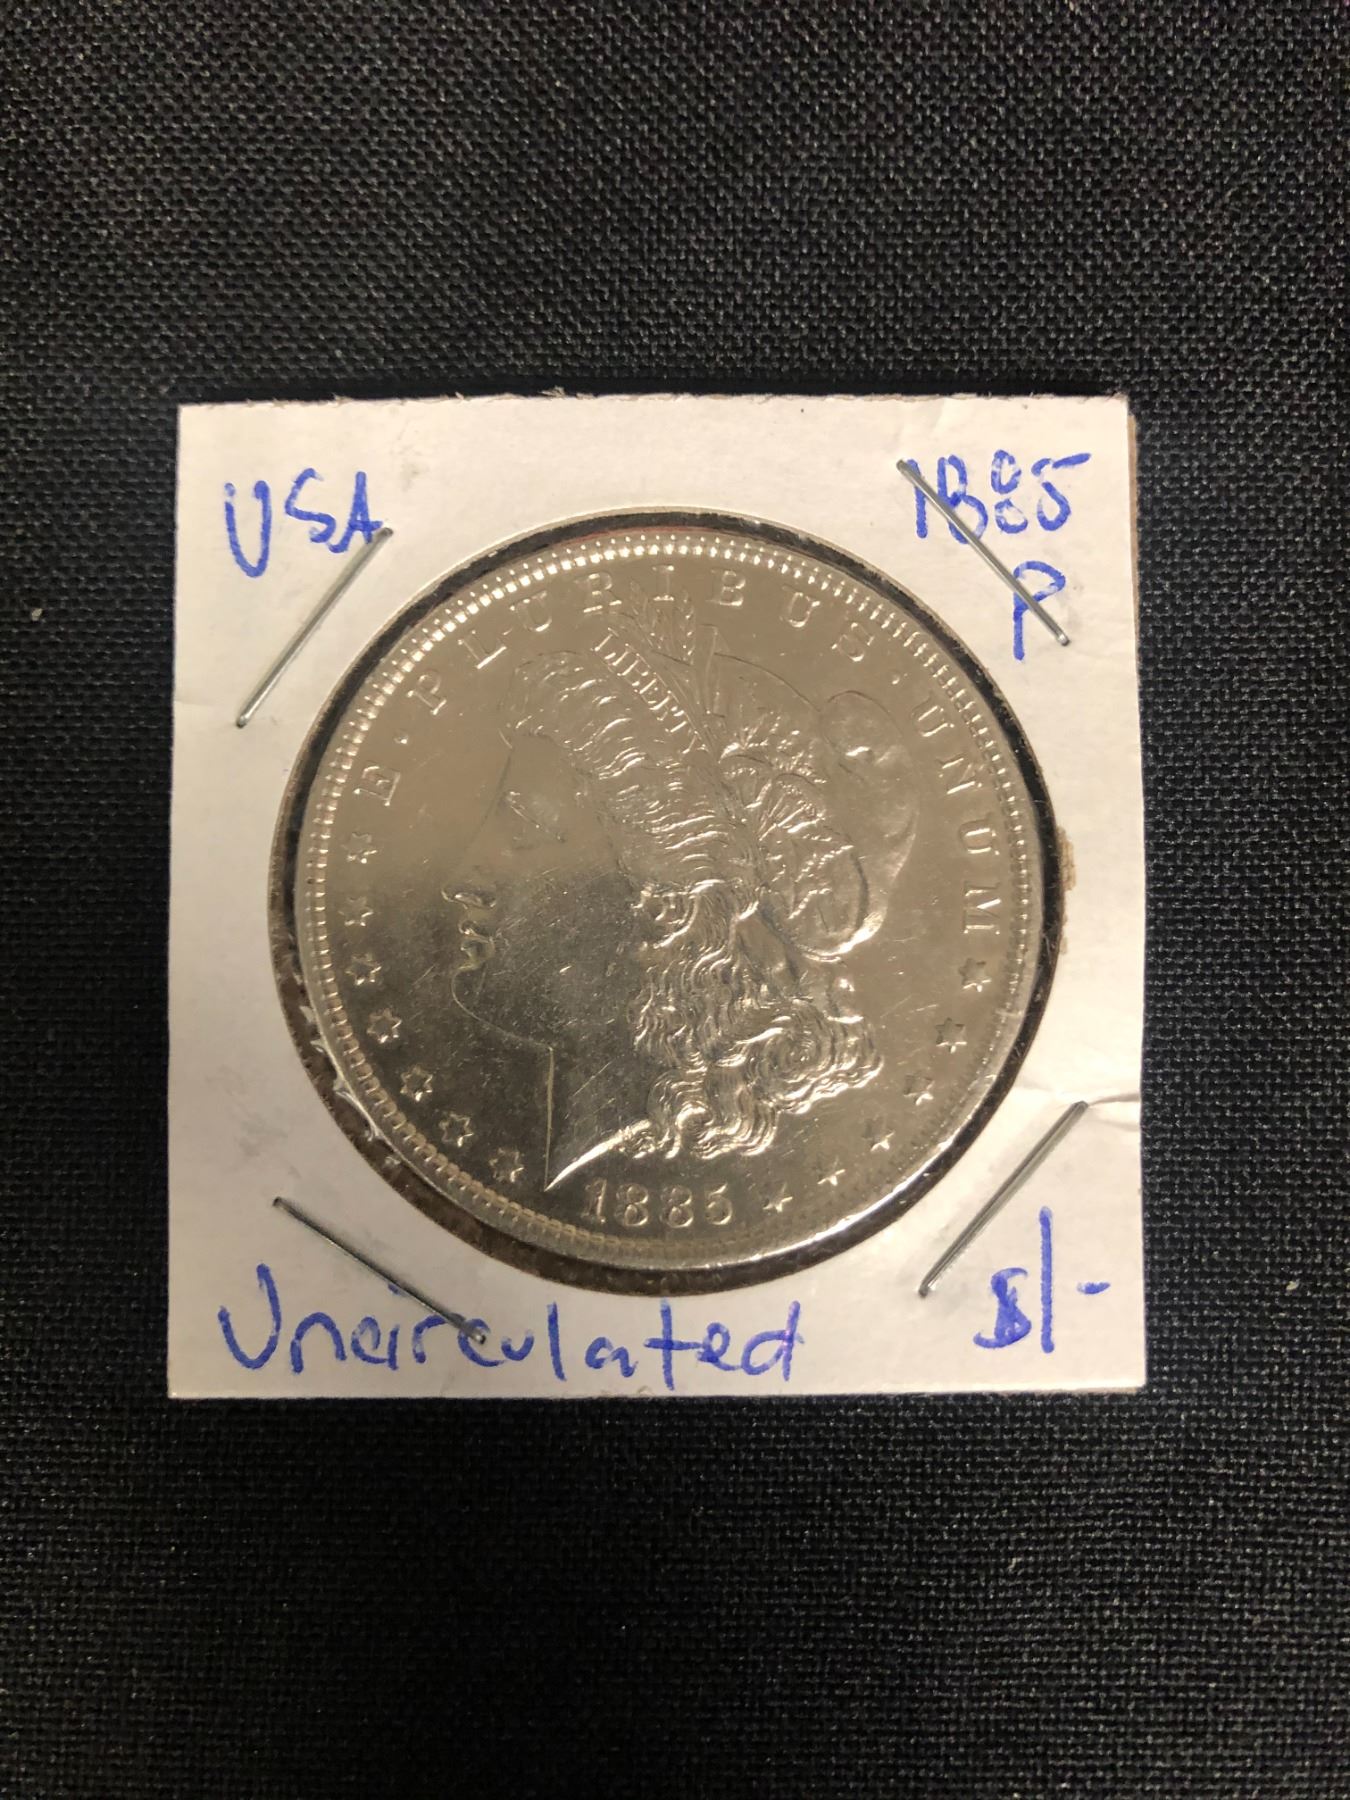 USA
1885
P
E · PLURIBUS · UNUM
LIBERTY
1885
Uncirculated
$1/-